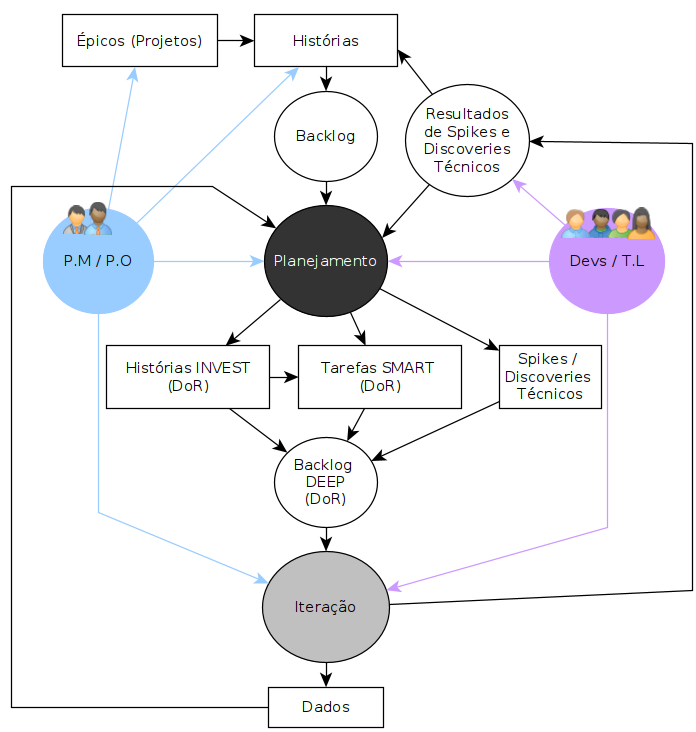 Épicos (Projetos)
Histórias
Resultados
de Spikes e
Discoveries
Técnicos
Backlog
P.M / P.O
Planejamento
Devs / T.L
Histórias INVEST
(DoR)
Tarefas SMART
(DoR)
Spikes /
Discoveries
Técnicos
Backlog
DEEP
(DoR)
Iteração
Dados